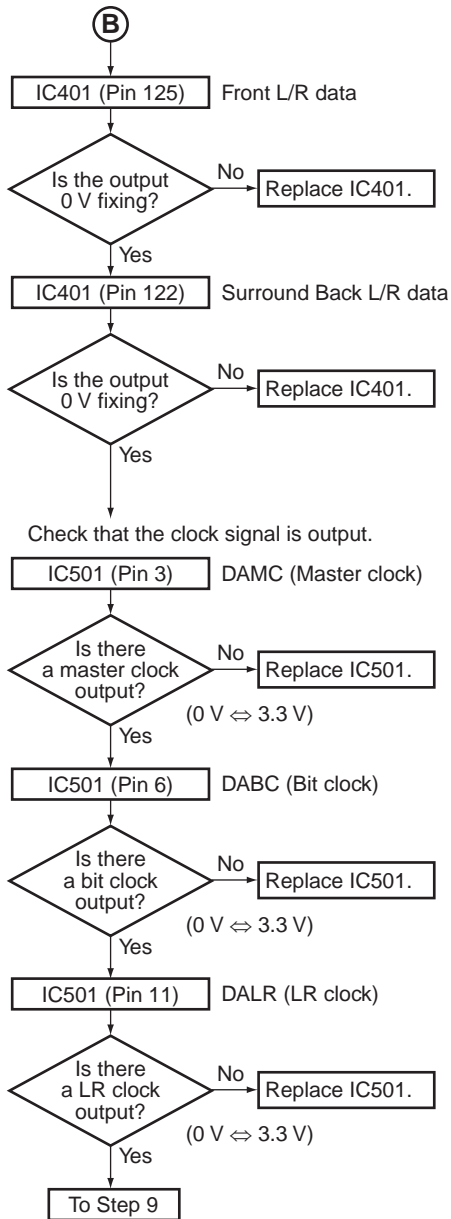 B
IC401 (Pin 125) Front L/R data
Is the output
0 V fixing?
No
Replace IC401.
Yes
IC401 (Pin 122) Surround Back L/R data
Is the output
0 V fixing?
No
Replace IC401.
Yes
Check that the clock signal is output.
IC501 (Pin 3) DAMC (Master clock)
Is there
a master clock
output?
No
Replace IC501.
(0 V ⇔ 3.3 V)
Yes
IC501 (Pin 6) DABC (Bit clock)
Is there
a bit clock
output?
No
Replace IC501.
(0 V ⇔ 3.3 V)
Yes
IC501 (Pin 11) DALR (LR clock)
Is there
a LR clock
output?
No
Replace IC501.
(0 V ⇔ 3.3 V)
Yes
To Step 9